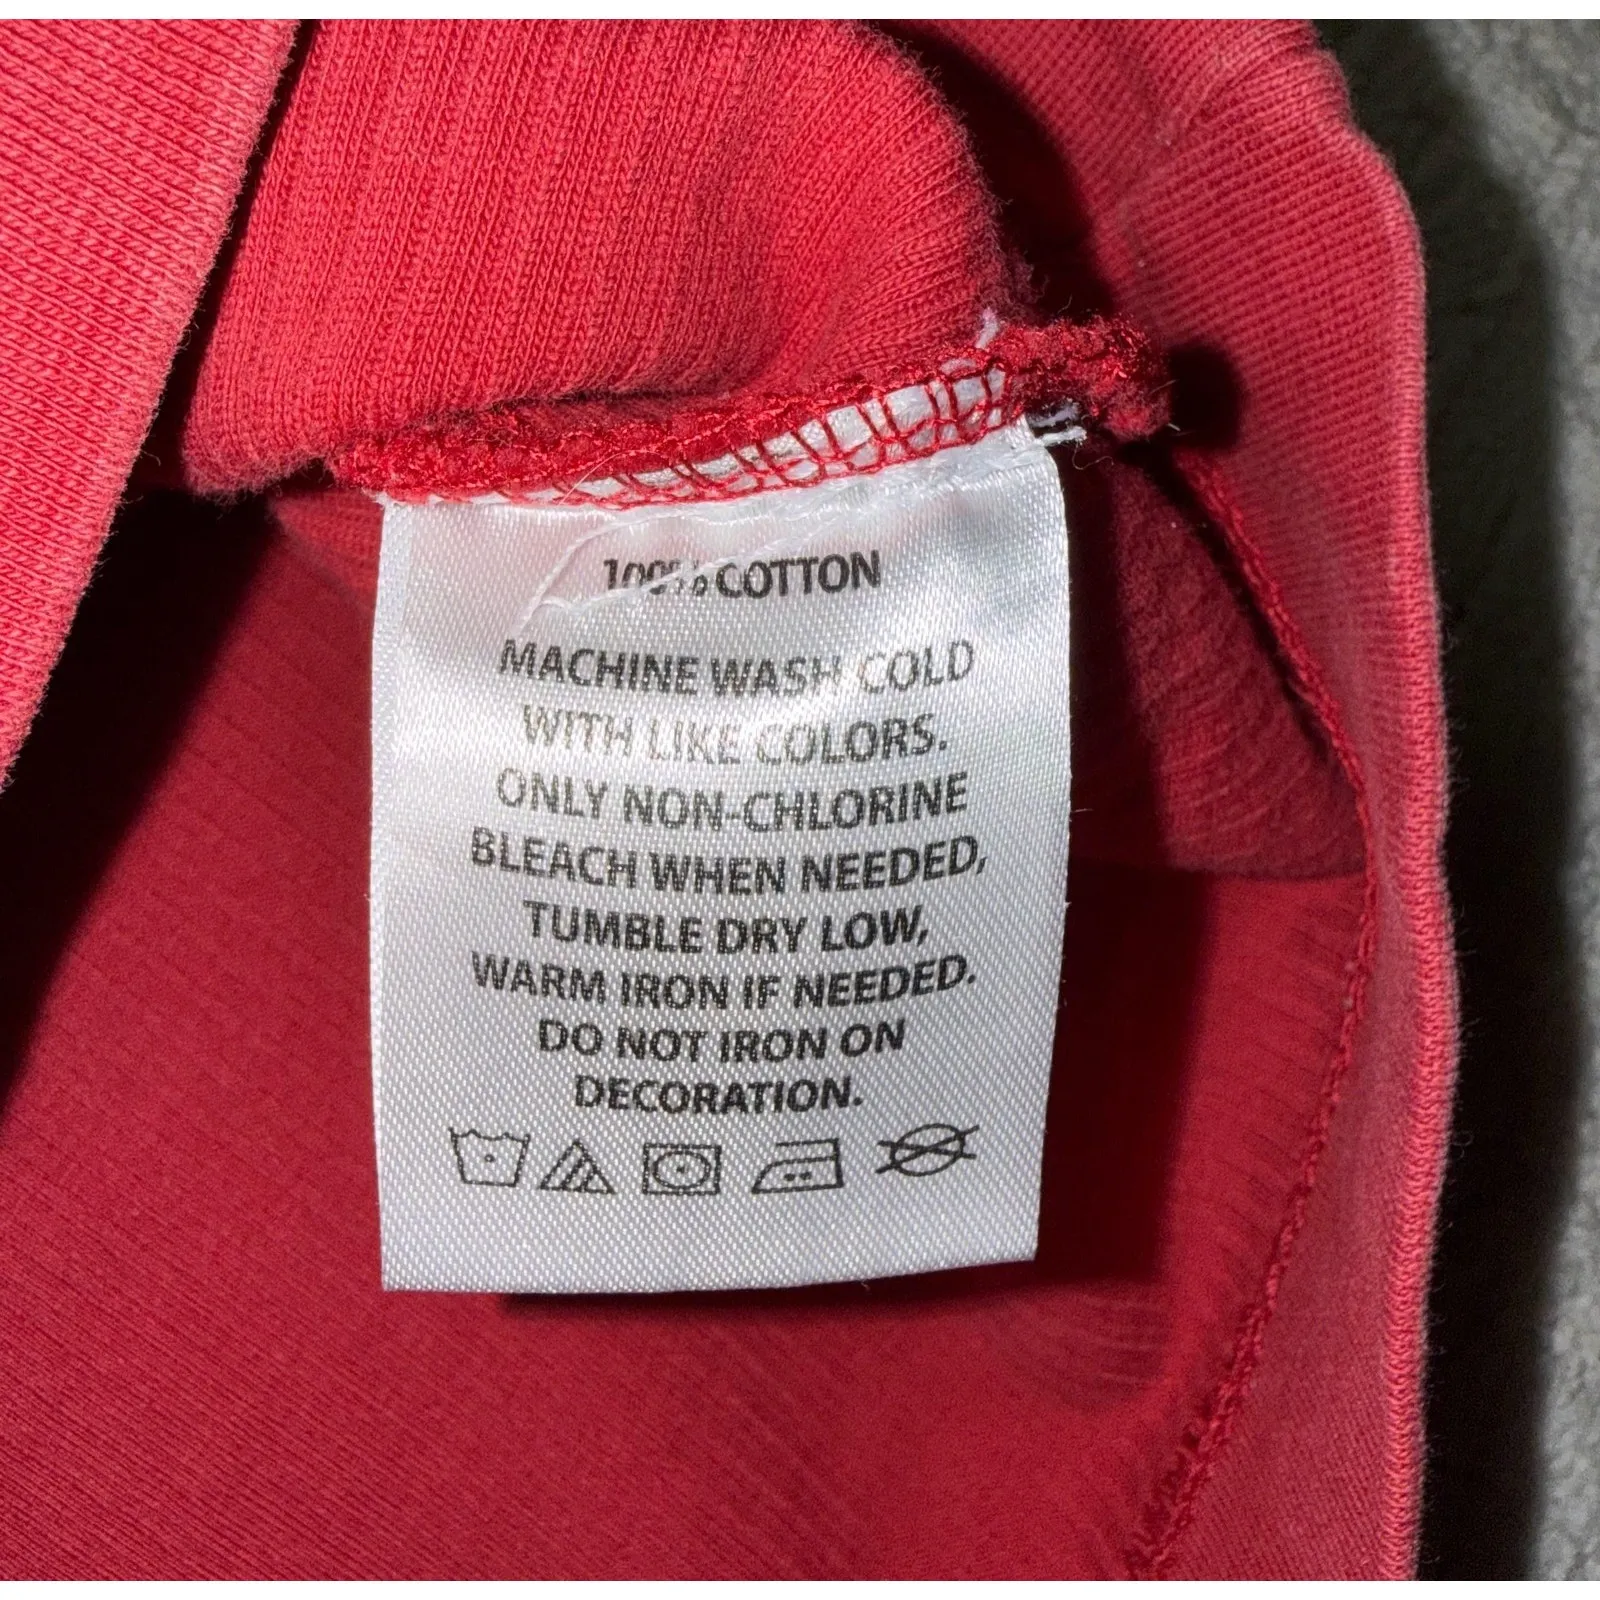 100% COTTON
MACHINE WASH COLD
WITH LIKE COLORS.
ONLY NON-CHLORINE
BLEACH WHEN NEEDED,
TUMBLE DRY LOW,
WARM IRON IF NEEDED.
DO NOT IRON ON
DECORATION.